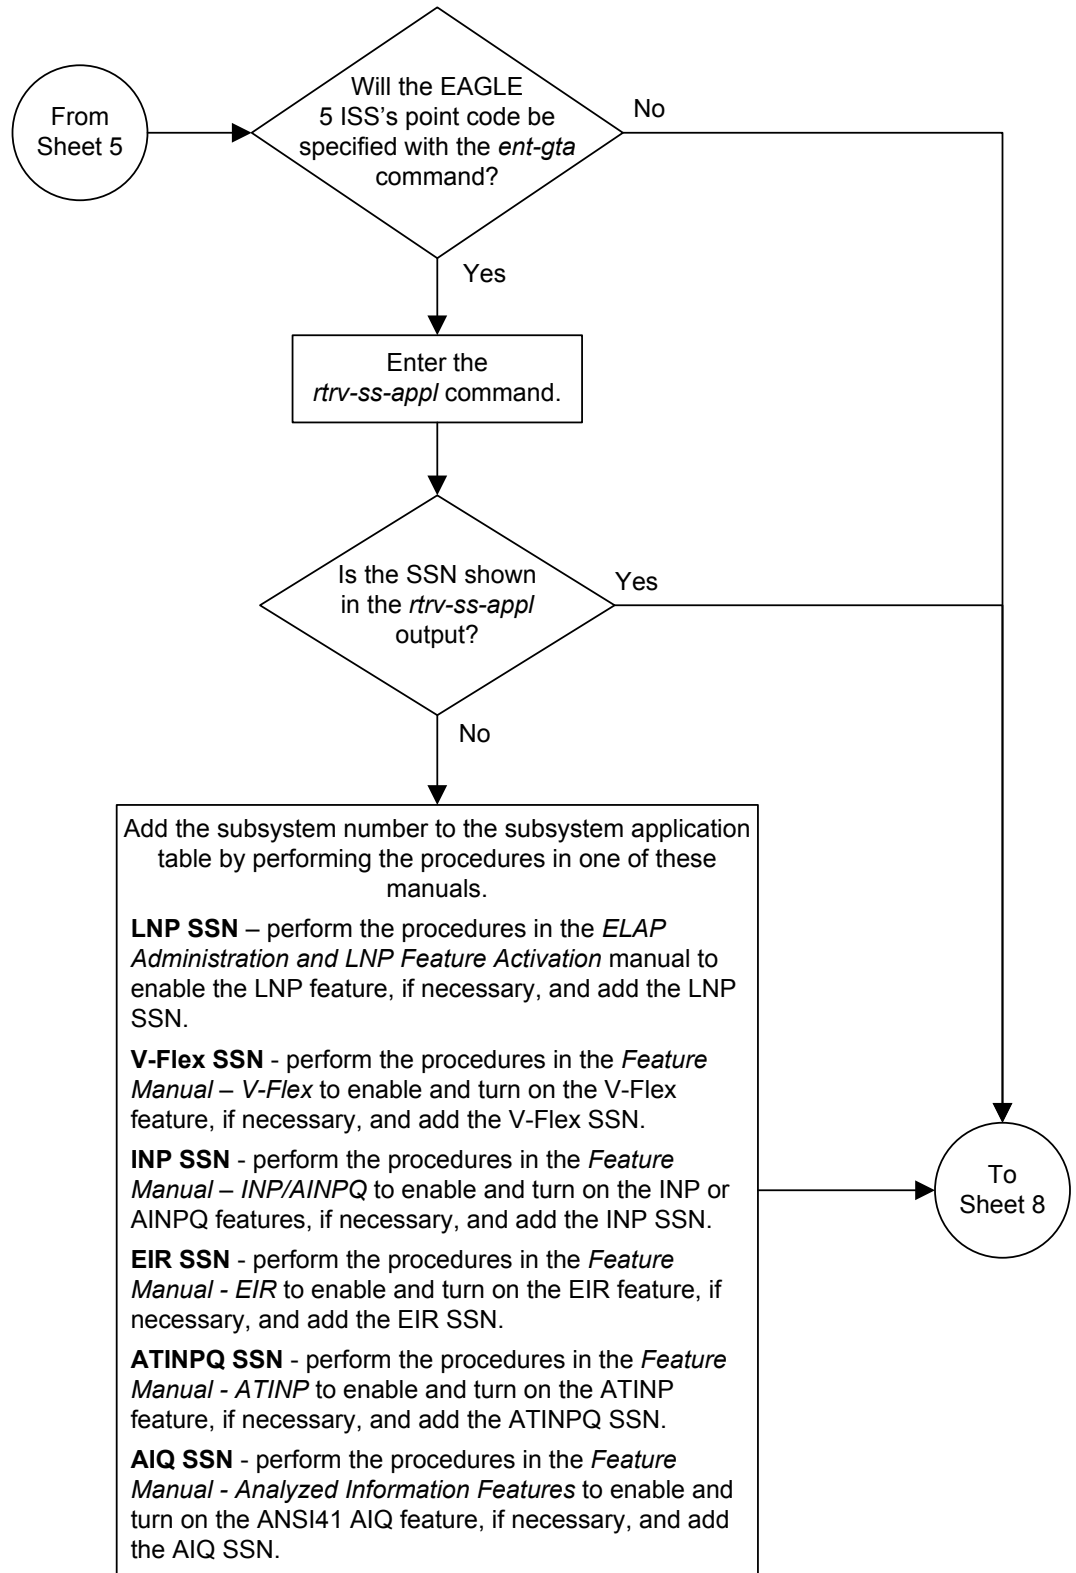 From
Sheet 5
Will the EAGLE
5 ISS's point code be
specified with the ent-gta
command?
No
Yes
Enter the
rtrv-ss-appl command.
Is the SSN shown
in the rtrv-ss-appl
output?
Yes
No
Add the subsystem number to the subsystem application
table by performing the procedures in one of these
manuals.
LNP SSN – perform the procedures in the ELAP
Administration and LNP Feature Activation manual to
enable the LNP feature, if necessary, and add the LNP
SSN.
V-Flex SSN - perform the procedures in the Feature
Manual – V-Flex to enable and turn on the V-Flex
feature, if necessary, and add the V-Flex SSN.
INP SSN - perform the procedures in the Feature
Manual – INP/AINPQ to enable and turn on the INP or
AINPQ features, if necessary, and add the INP SSN.
EIR SSN - perform the procedures in the Feature
Manual - EIR to enable and turn on the EIR feature, if
necessary, and add the EIR SSN.
ATINPQ SSN - perform the procedures in the Feature
Manual - ATINP to enable and turn on the ATINP
feature, if necessary, and add the ATINPQ SSN.
AIQ SSN - perform the procedures in the Feature
Manual - Analyzed Information Features to enable and
turn on the ANSI41 AIQ feature, if necessary, and add
the AIQ SSN.
To
Sheet 8